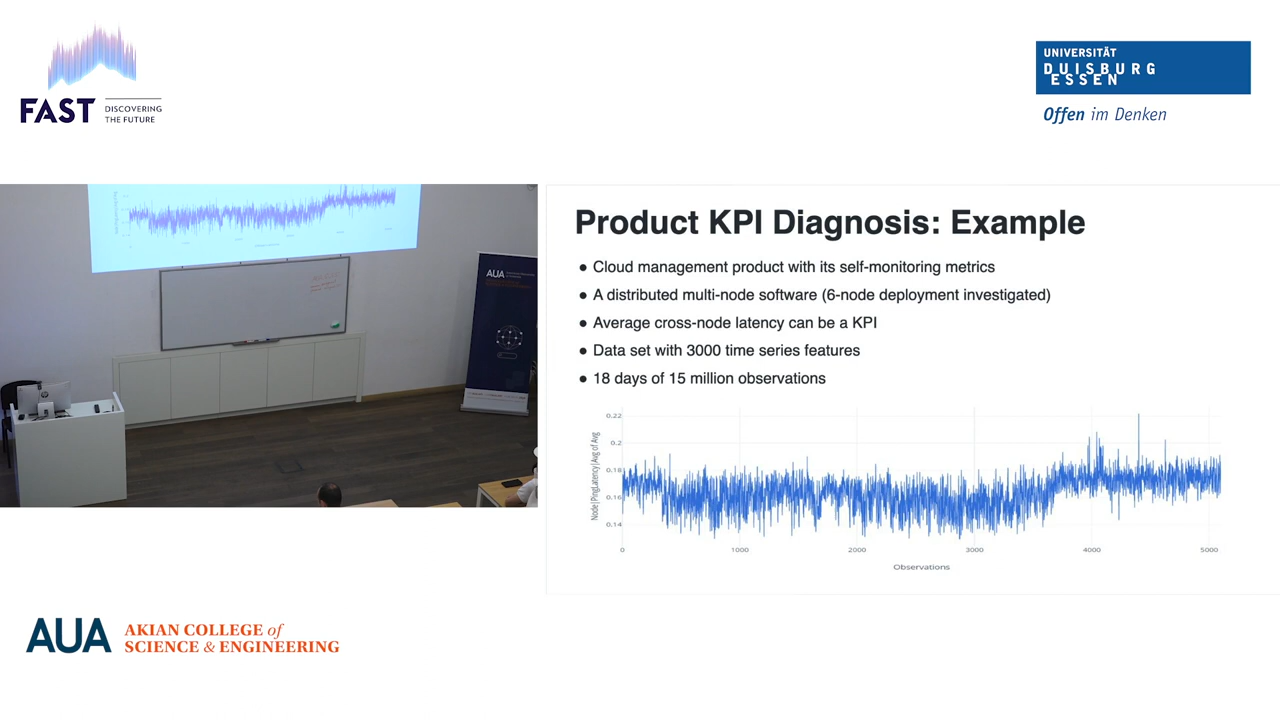 FAST
DISCOVERING
THE FUTURE
UNIVERSITÄT
DUISBURG
ESSEN
Offen im Denken
AUA
Product KPI Diagnosis: Example
● Cloud management product with its self-monitoring metrics
● A distributed multi-node software (6-node deployment investigated)
● Average cross-node latency can be a KPI
● Data set with 3000 time series features
● 18 days of 15 million observations
Node|PingLatency|Avg of Avg
0.22
0.2
0.18
0.16
0.14
0 1000 2000 3000 4000 5000
Observations
AUA
AKIAN COLLEGE of
SCIENCE & ENGINEERING